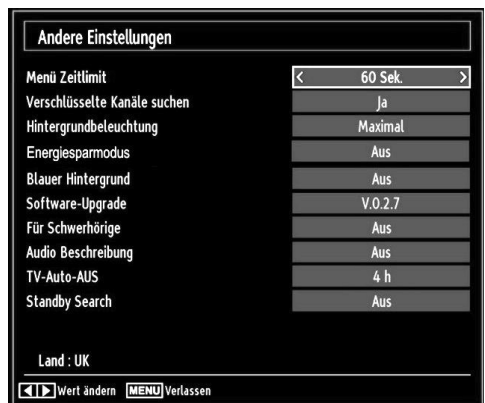 Andere Einstellungen
Menü Zeitlimit < 60 Sek. >
Verschlüsselte Kanäle suchen Ja
Hintergrundbeleuchtung Maximal
Energiesparmodus Aus
Blauer Hintergrund Aus
Software-Upgrade V.0.2.7
Für Schwerhörige Aus
Audio Beschreibung Aus
TV-Auto-AUS 4 h
Standby Search Aus
Land : UK
Wert ändern MENU Verlassen